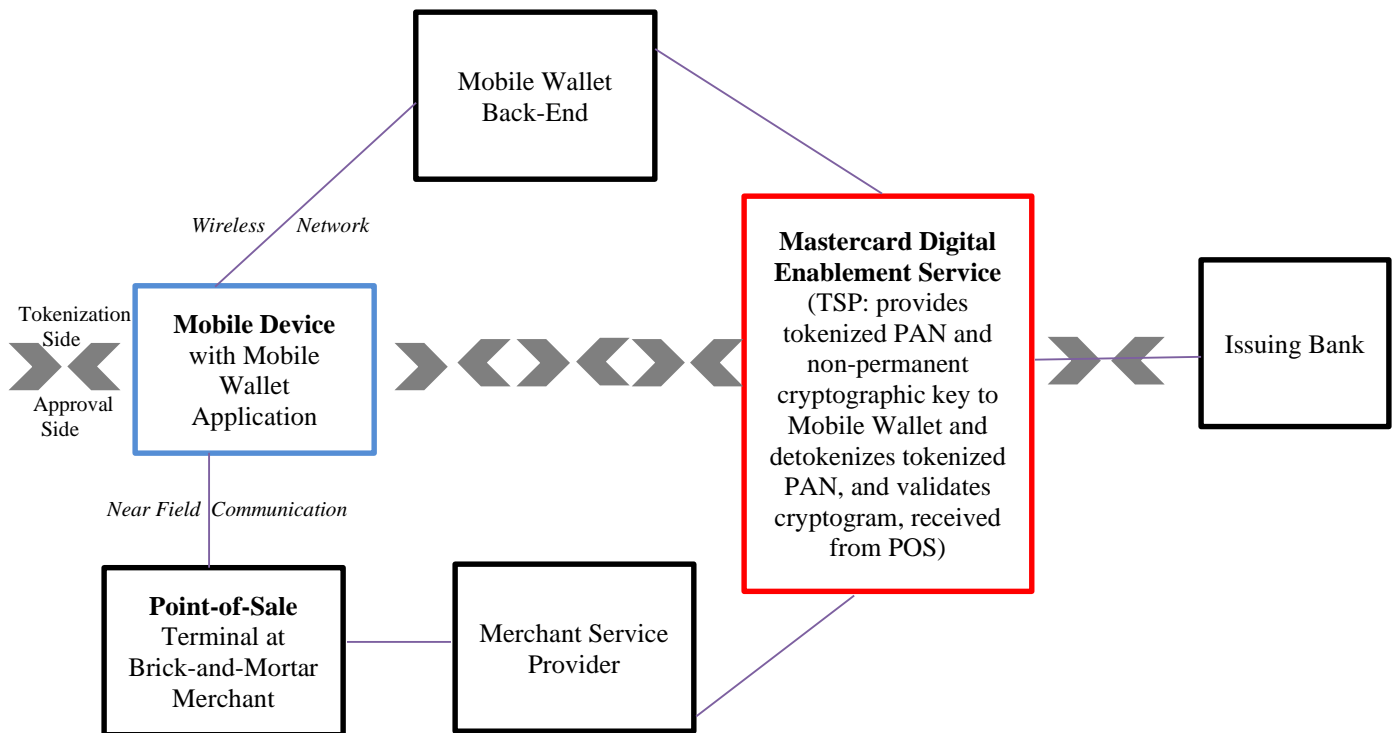 Mobile Wallet
Back-End
Wireless Network
Mastercard Digital
Enablement Service
(TSP: provides
tokenized PAN and
non-permanent
cryptographic key to
Mobile Wallet and
detokenizes tokenized
PAN, and validates
cryptogram, received
from POS)
Tokenization
Side
Approval
Side
Mobile Device
with Mobile
Wallet
Application
Issuing Bank
Near Field Communication
Point-of-Sale
Terminal at
Brick-and-Mortar
Merchant
Merchant Service
Provider